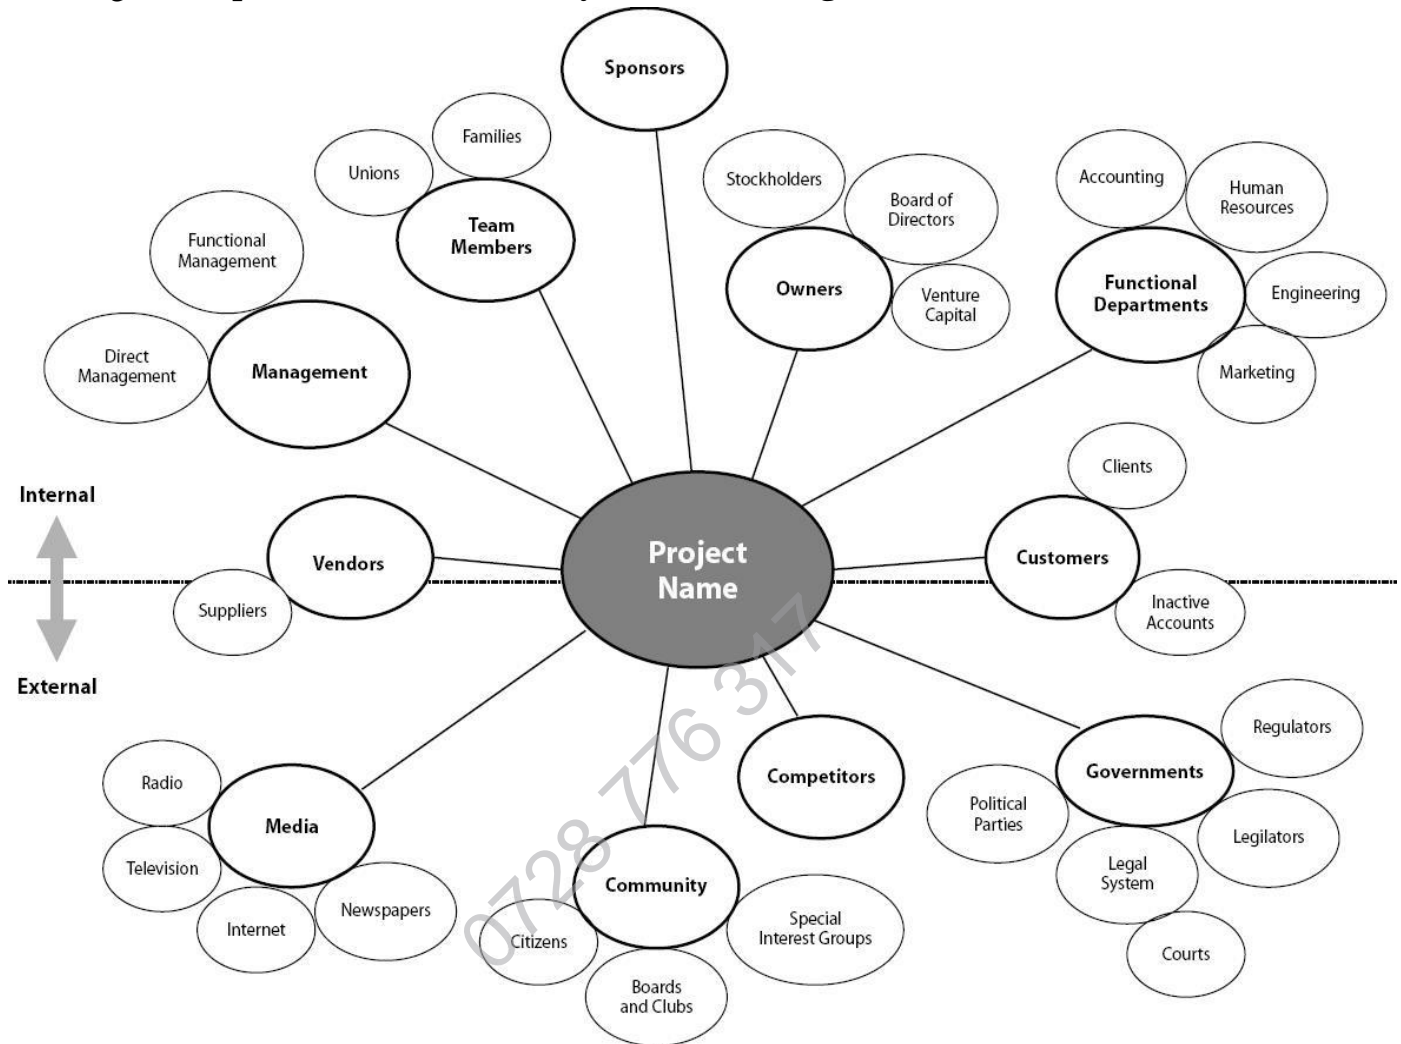 Sponsors
Families
Unions
Team
Members
Stockholders
Board of
Directors
Accounting
Human
Resources
Functional
Management
Owners
Venture
Capital
Functional
Departments
Engineering
Direct
Management
Management
Marketing
Clients
Internal
Vendors
Project
Name
Customers
Suppliers
Inactive
Accounts
External
Regulators
Radio
Media
Competitors
Governments
Political
Parties
Legilators
Television
Legal
System
Internet
Newspapers
Community
Citizens
Special
Interest Groups
Boards
and Clubs
Courts
0728 776 317